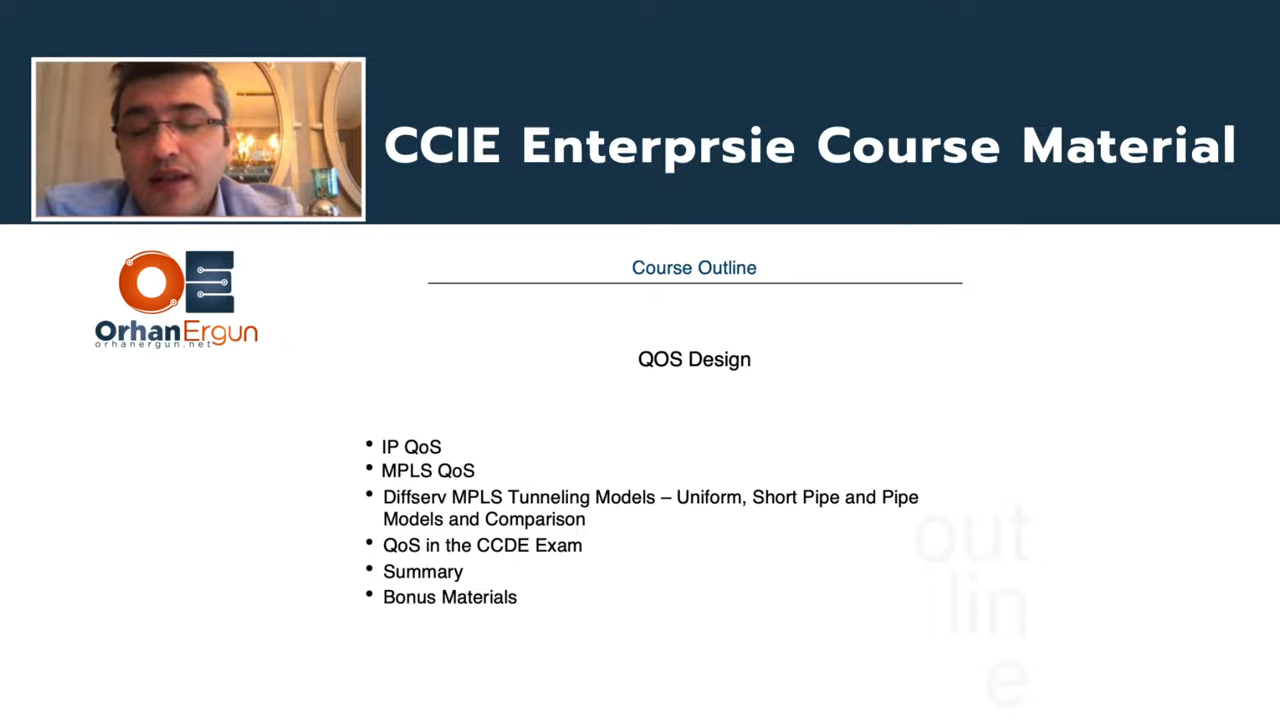 CCIE Enterprsie Course Material
OrhanErgun
orhanergun.net
Course Outline
QOS Design
• IP QoS
• MPLS QoS
• Diffserv MPLS Tunneling Models – Uniform, Short Pipe and Pipe
Models and Comparison
• QoS in the CCDE Exam
• Summary
• Bonus Materials
out
lin
e